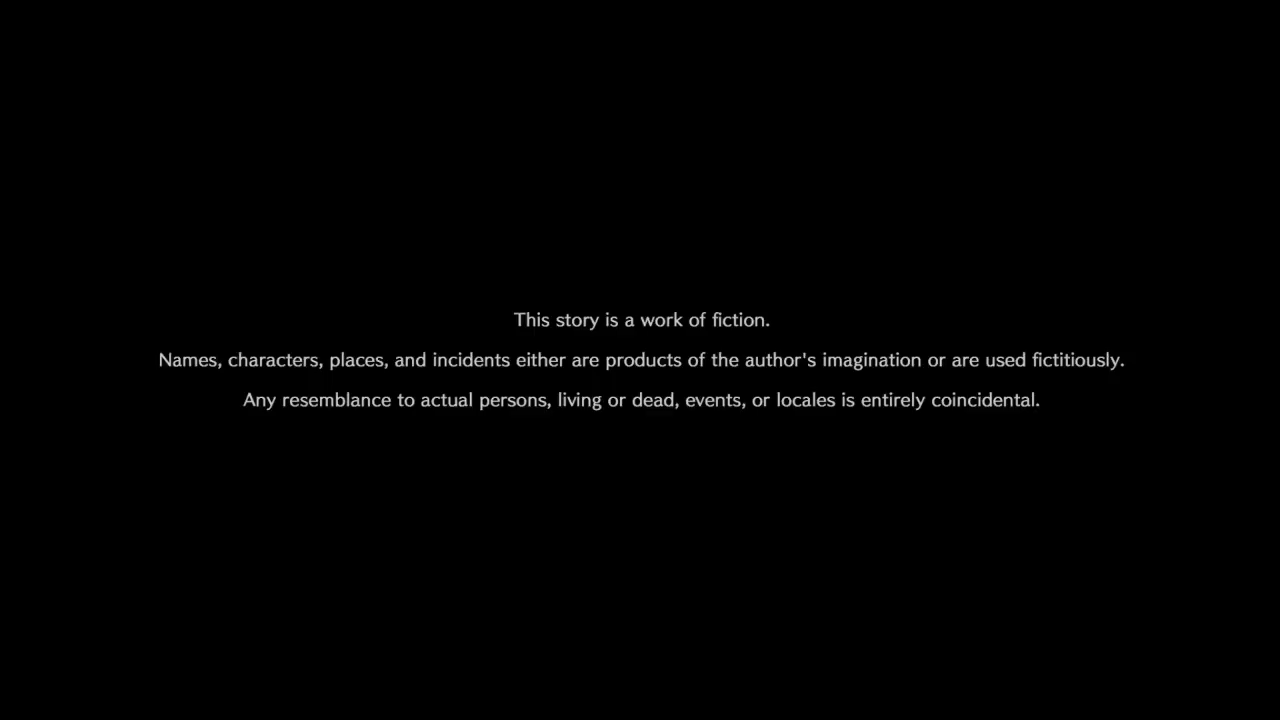 This story is a work of fiction.
Names, characters, places, and incidents either are products of the author's imagination or are used fictitiously.
Any resemblance to actual persons, living or dead, events, or locales is entirely coincidental.